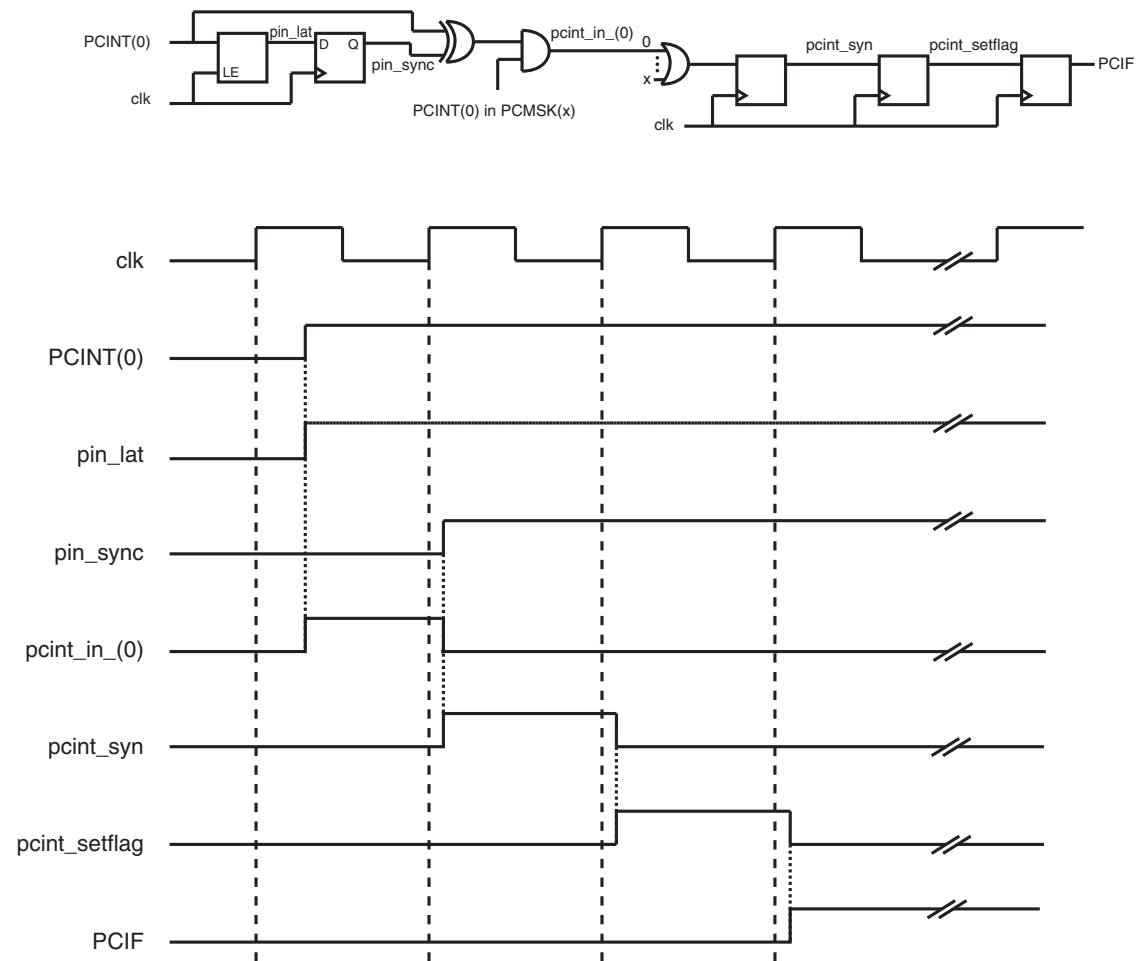 PCINT(0)
clk
LE
pin_lat
D Q
pin_sync
PCINT(0) in PCMSK(x)
pcint_in_(0)
0
x
clk
pcint_syn
pcint_setflag
PCIF
clk
PCINT(0)
pin_lat
pin_sync
pcint_in_(0)
pcint_syn
pcint_setflag
PCIF